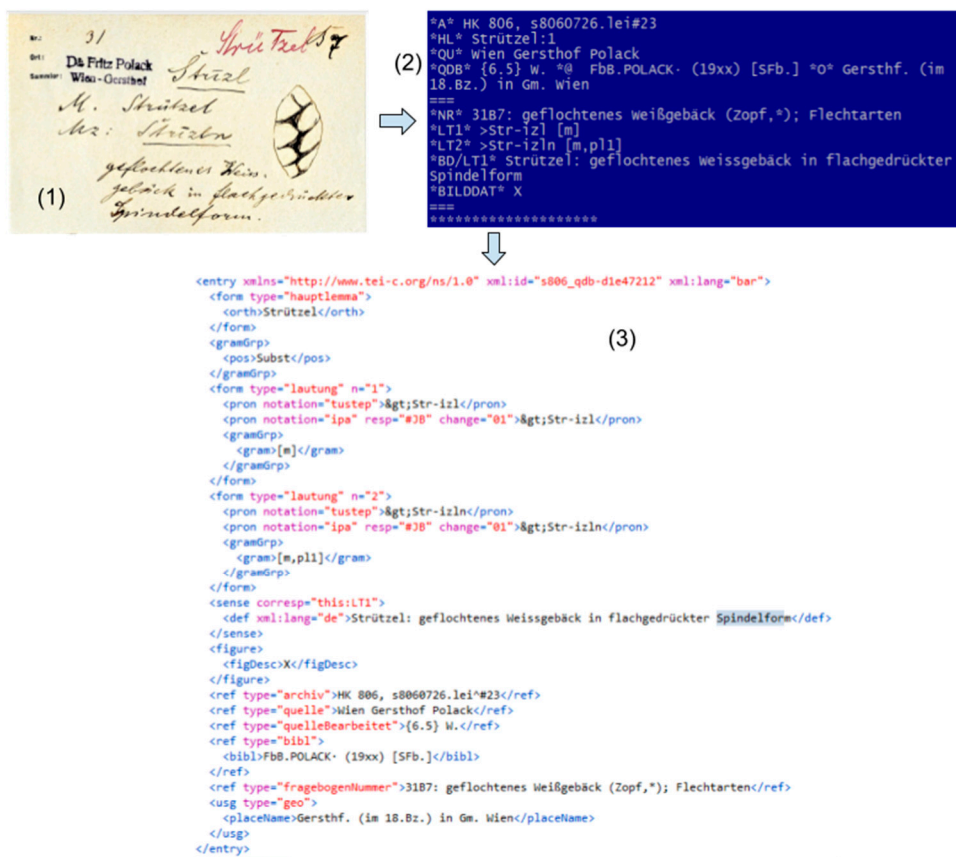 Nr.: 31 StrüTzel 57
Ort: Dr. Fritz Polack
Sammler: Wien-Gersthof
Strüzl
M. Strützel
Mz: Strüzln
geflochtenes Weiss-
gebäck in flachgedrückter
Spindelform.
(1)
(2)
*A* HK 806, s8060726.lei#23
*HL* Strützel:1
*QU* Wien Gersthof Polack
*QDB* {6.5} W. *@ FbB.POLACK· (19xx) [SFb.] *O* Gersthf. (im
18.Bz.) in Gm. Wien
===
*NR* 31B7: geflochtenes Weißgebäck (Zopf,*); Flechtarten
*LT1* >Str-izl [m]
*LT2* >Str-izln [m,pl1]
*BD/LT1* Strützel: geflochtenes Weissgebäck in flachgedrückter
Spindelform
*BILDDAT* X
===
********************
<entry xmlns="http://www.tei-c.org/ns/1.0" xml:id="s806_qdb-d1e47212" xml:lang="bar">
<form type="hauptlemma">
<orth>Strützel</orth>
</form>
(3)
<gramGrp>
<pos>Subst</pos>
</gramGrp>
<form type="lautung" n="1">
<pron notation="tustep">&gt;Str-izl</pron>
<pron notation="ipa" resp="#JB" change="01">&gt;Str-izl</pron>
<gramGrp>
<gram>[m]</gram>
</gramGrp>
</form>
<form type="lautung" n="2">
<pron notation="tustep">&gt;Str-izln</pron>
<pron notation="ipa" resp="#JB" change="01">&gt;Str-izln</pron>
<gramGrp>
<gram>[m,pl1]</gram>
</gramGrp>
</form>
<sense corresp="this:LT1">
<def xml:lang="de">Strützel: geflochtenes Weissgebäck in flachgedrückter Spindelform</def>
</sense>
<figure>
<figDesc>X</figDesc>
</figure>
<ref type="archiv">HK 806, s8060726.lei^#23</ref>
<ref type="quelle">Wien Gersthof Polack</ref>
<ref type="quelleBearbeitet">{6.5} W.</ref>
<ref type="bibl">
<bibl>FbB.POLACK· (19xx) [SFb.]</bibl>
</ref>
<ref type="fragebogenNummer">31B7: geflochtenes Weißgebäck (Zopf,*); Flechtarten</ref>
<usg type="geo">
<placeName>Gersthf. (im 18.Bz.) in Gm. Wien</placeName>
</usg>
</entry>